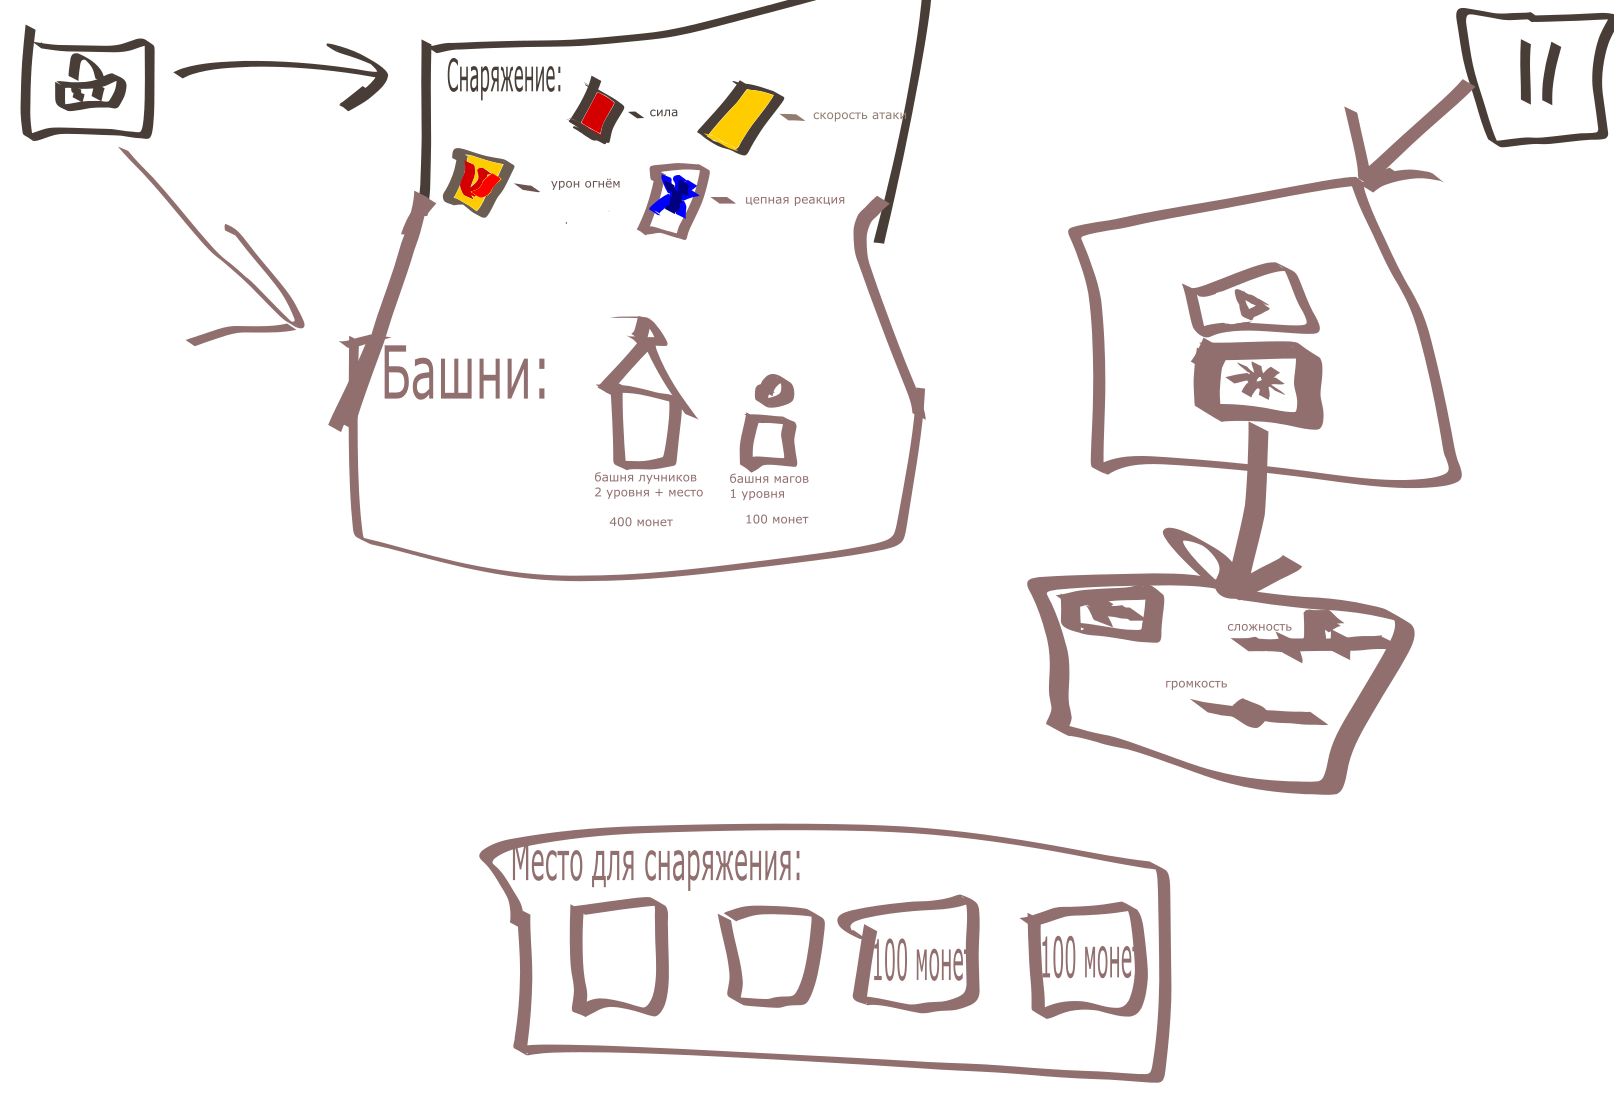 Снаряжение:
сила
скорость атаки
урон огнём
цепная реакция
Башни:
башня лучников
2 уровня + место
400 монет
башня магов
1 уровня
100 монет
сложность
громкость
Место для снаряжения:
100 моне
100 моне